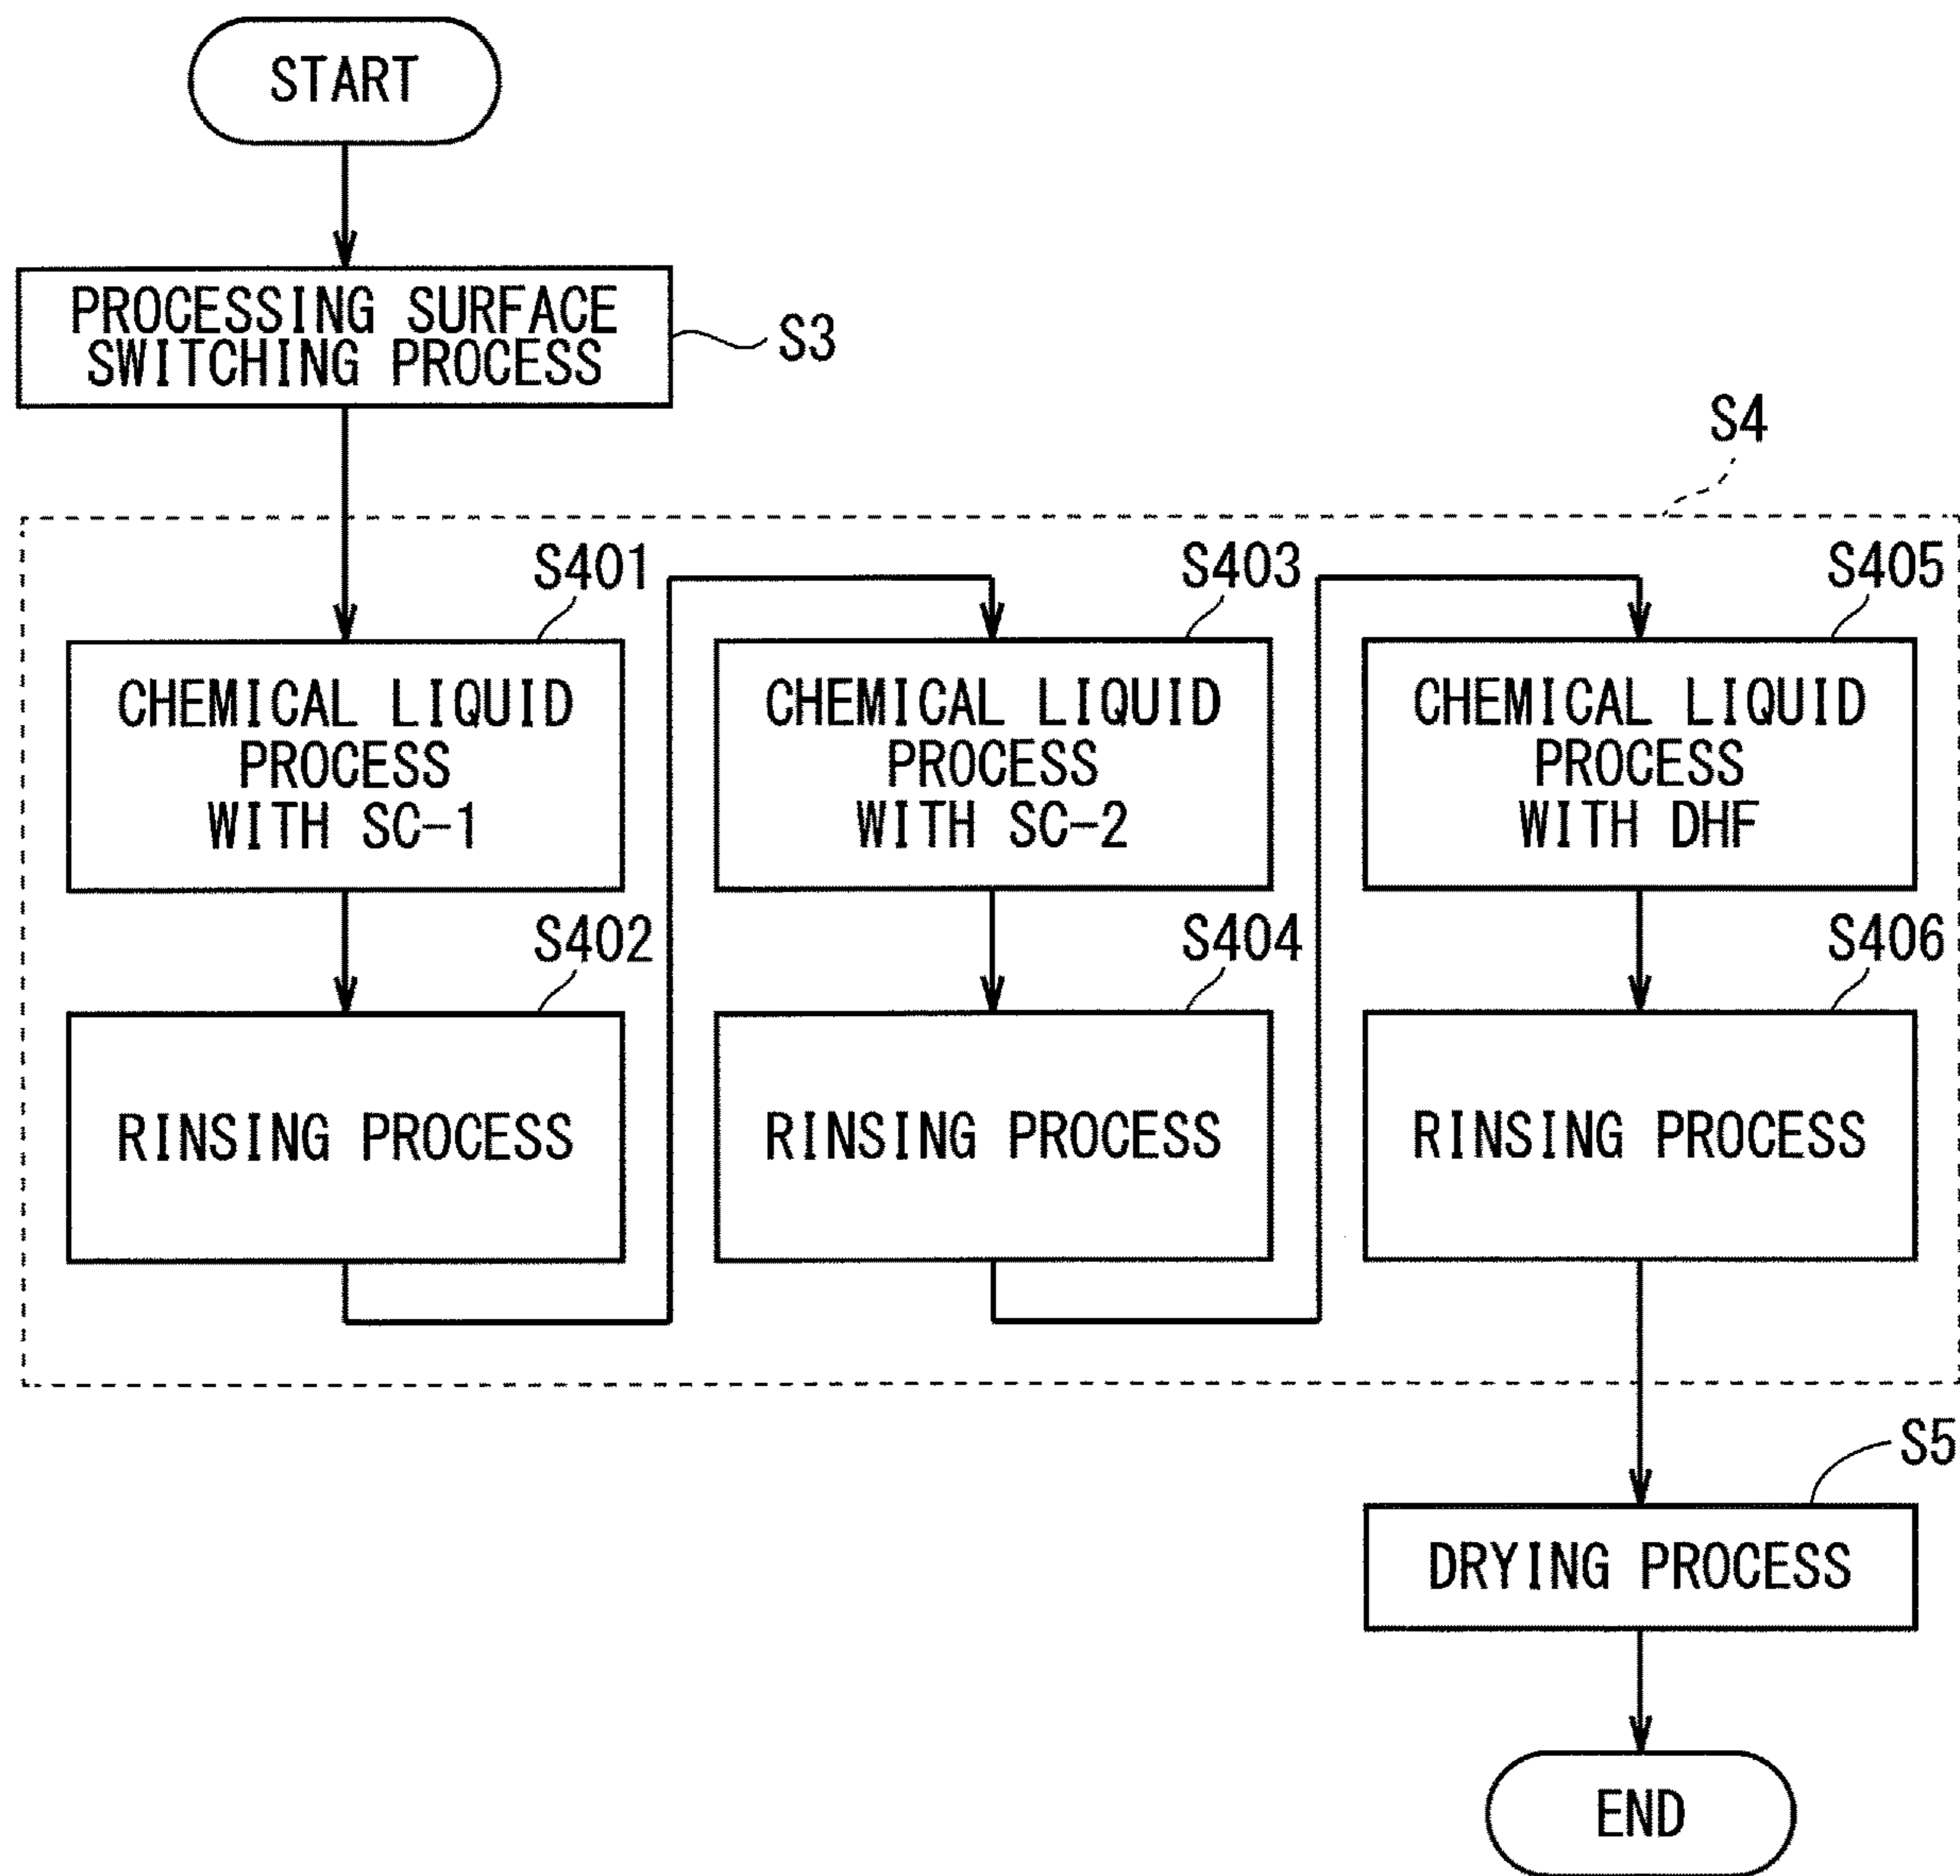 START
PROCESSING SURFACE
SWITCHING PROCESS
S3
S4
S401
CHEMICAL LIQUID
PROCESS
WITH SC-1
S402
RINSING PROCESS
S403
CHEMICAL LIQUID
PROCESS
WITH SC-2
S404
RINSING PROCESS
S405
CHEMICAL LIQUID
PROCESS
WITH DHF
S406
RINSING PROCESS
S5
DRYING PROCESS
END